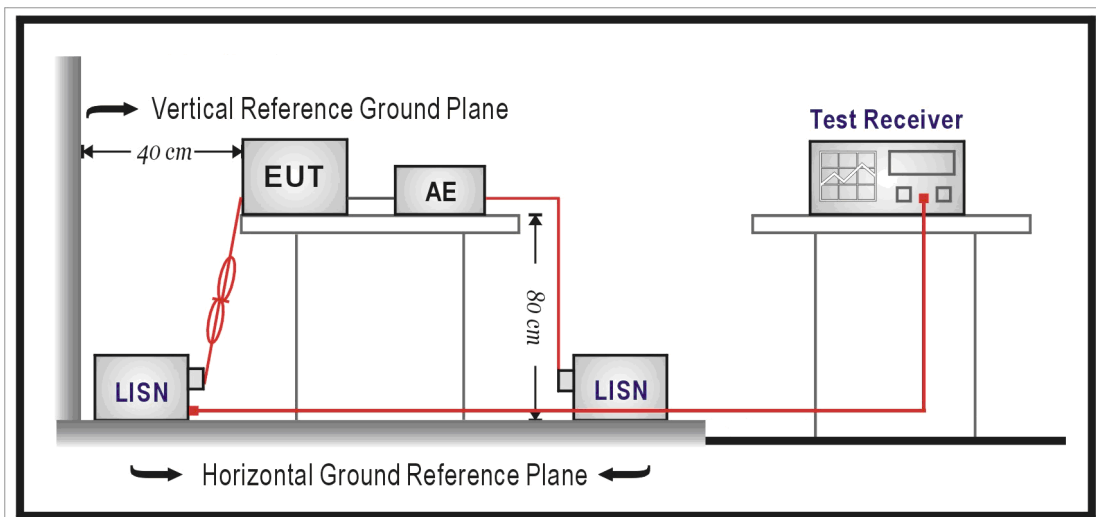 Vertical Reference Ground Plane
40 cm
Test Receiver
EUT
AE
80 cm
LISN
LISN
Horizontal Ground Reference Plane